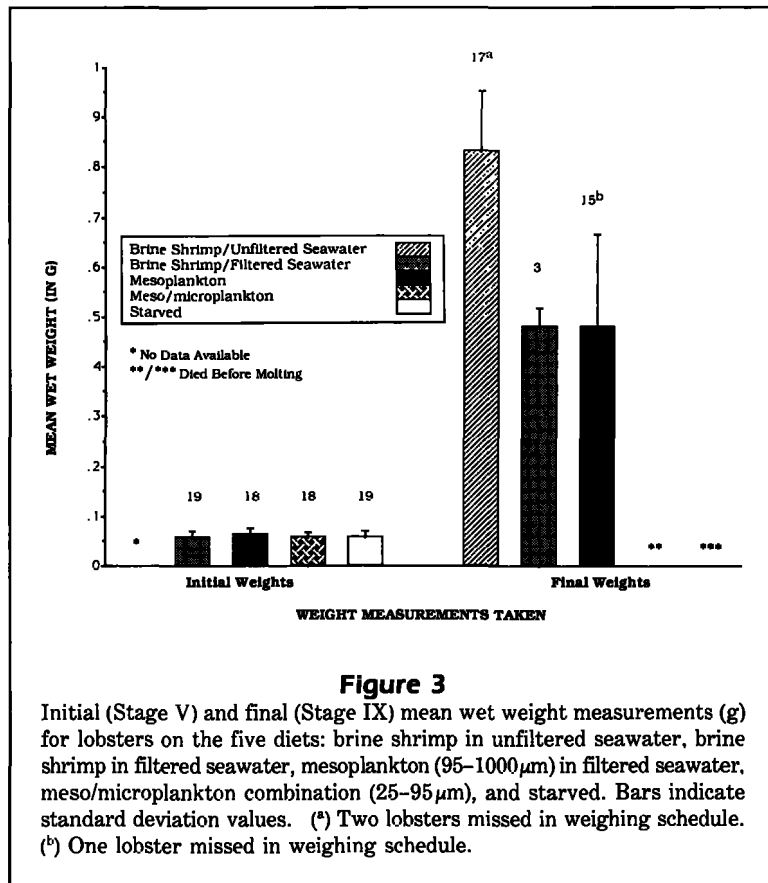 17a
1
.9
.8
15b
.7
Brine Shrimp/Unfiltered Seawater
Brine Shrimp/Filtered Seawater
Mesoplankton
Meso/microplankton
Starved
.6
3
.5
* No Data Available
**/*** Died Before Molting
.4
.3
.2
19 18 18 19
.1
* ** ***
0
MEAN WET WEIGHT (IN G)
Initial Weights Final Weights
WEIGHT MEASUREMENTS TAKEN
Figure 3
Initial (Stage V) and final (Stage IX) mean wet weight measurements (g)
for lobsters on the five diets: brine shrimp in unfiltered seawater, brine
shrimp in filtered seawater, mesoplankton (95–1000μm) in filtered seawater,
meso/microplankton combination (25–95μm), and starved. Bars indicate
standard deviation values. (a) Two lobsters missed in weighing schedule.
(b) One lobster missed in weighing schedule.